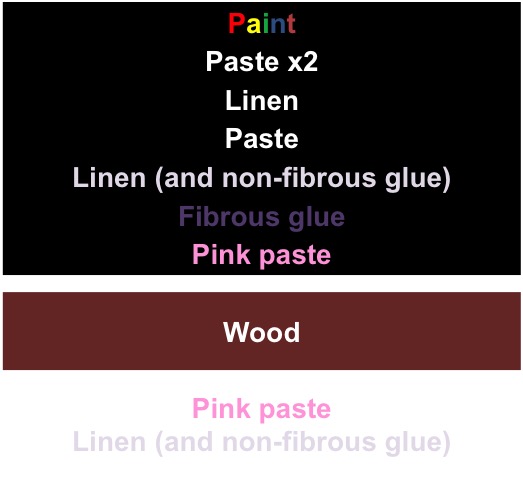 Paint
Paste x2
Linen
Paste
Linen (and non-fibrous glue)
Fibrous glue
Pink paste
Wood
Pink paste
Linen (and non-fibrous glue)